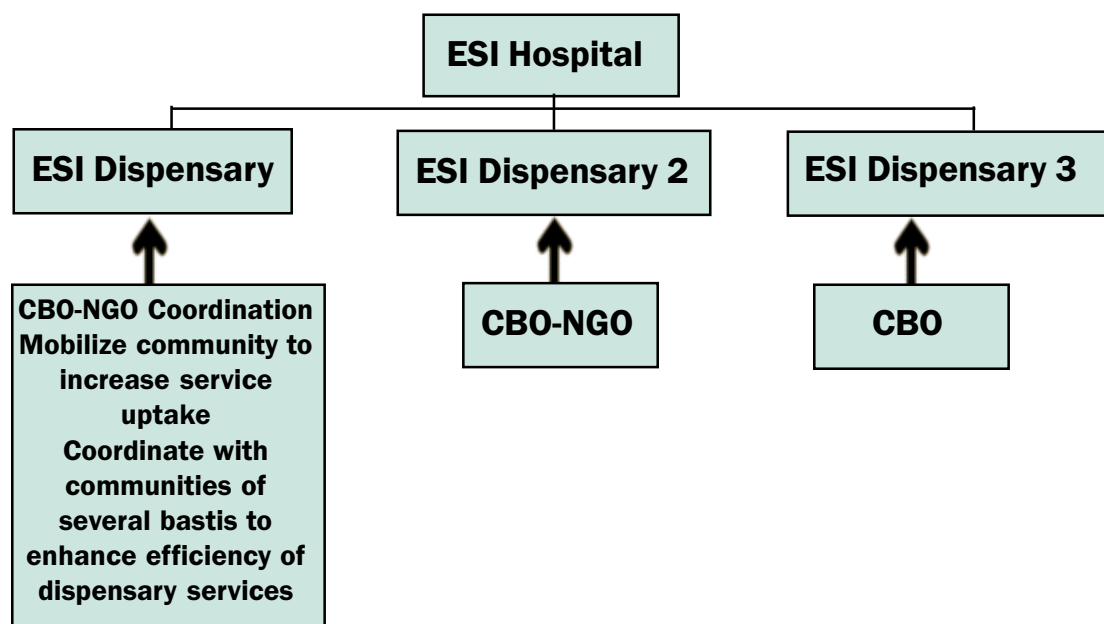 ESI Hospital
ESI Dispensary
ESI Dispensary 2
ESI Dispensary 3
CBO-NGO Coordination
Mobilize community to
increase service
uptake
Coordinate with
communities of
several bastis to
enhance efficiency of
dispensary services
CBO-NGO
CBO